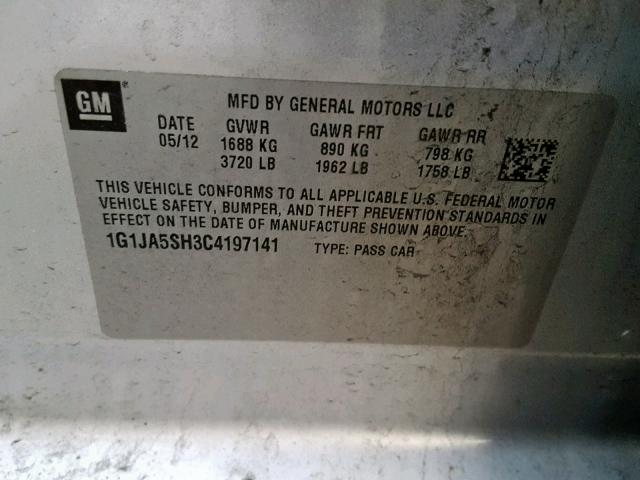 GM®
MFD BY GENERAL MOTORS LLC
DATE GVWR GAWR FRT GAWR RR
05/12 1688 KG 890 KG 798 KG
3720 LB 1962 LB 1758 LB
THIS VEHICLE CONFORMS TO ALL APPLICABLE U.S. FEDERAL MOTOR
VEHICLE SAFETY, BUMPER, AND THEFT PREVENTION STANDARDS IN
EFFECT ON THE DATE OF MANUFACTURE SHOWN ABOVE.
1G1JA5SH3C4197141 TYPE: PASS CAR